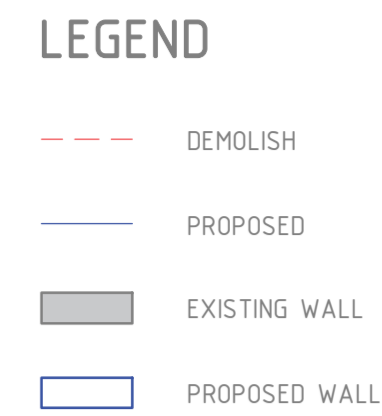 LEGEND
DEMOLISH
PROPOSED
EXISTING WALL
PROPOSED WALL